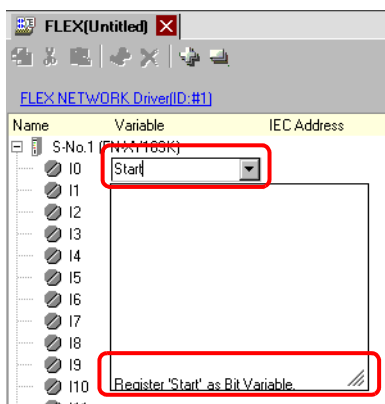 FLEX(Untitled)
FLEX NETWORK Driver(ID:#1)
Name Variable IEC Address
S-No.1 (FN-X16SK)
I0 Start
I1
I2
I3
I4
I5
I6
I7
I8
I9
I10 Register 'Start' as Bit Variable.